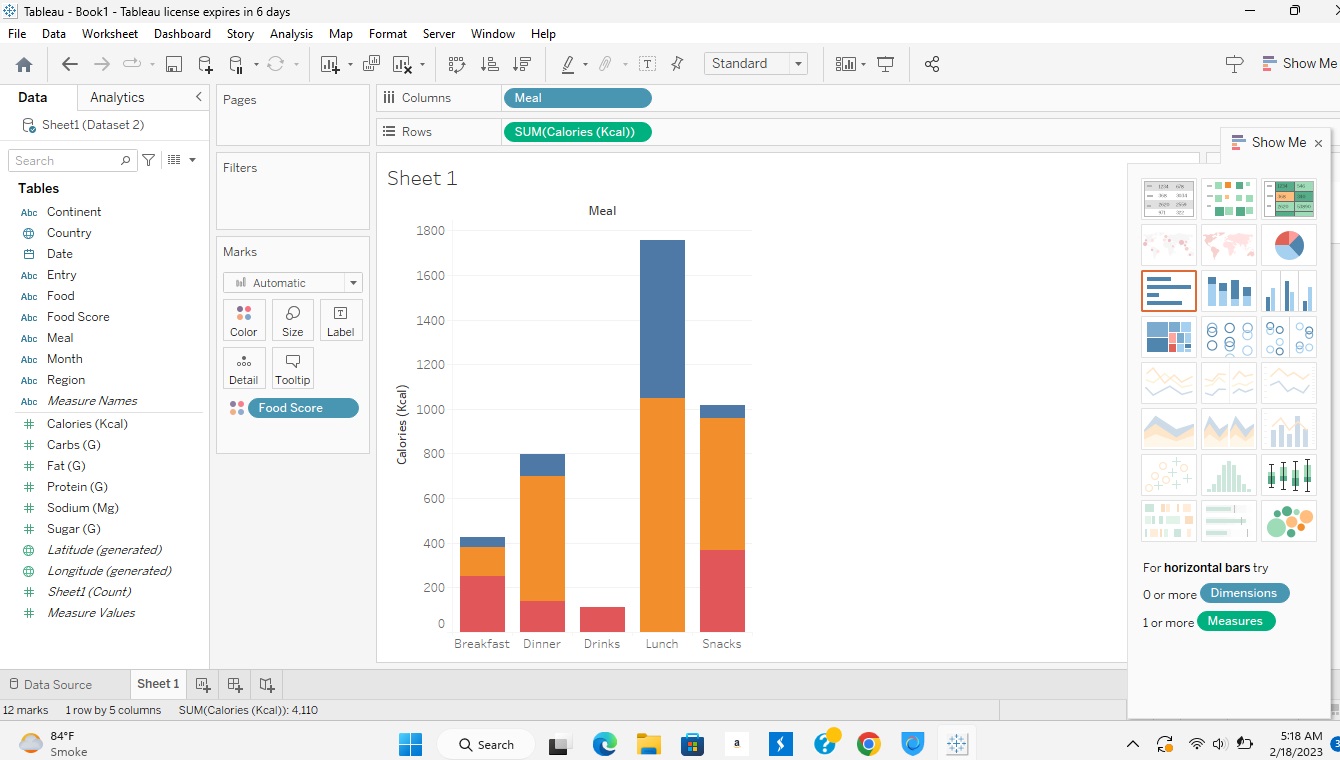 Tableau - Book1 - Tableau license expires in 6 days
File Data Worksheet Dashboard Story Analysis Map Format Server Window Help
Standard
Show Me
Data Analytics
Sheet1 (Dataset 2)
Search
Tables
Abc Continent
Country
Date
Abc Entry
Abc Food
Abc Food Score
Abc Meal
Abc Month
Abc Region
Abc Measure Names
Calories (Kcal)
Carbs (G)
Fat (G)
Protein (G)
Sodium (Mg)
Sugar (G)
Latitude (generated)
Longitude (generated)
Sheet1 (Count)
Measure Values
Pages
Filters
Marks
Automatic
Color Size Label
Detail Tooltip
Food Score
Columns Meal
Rows SUM(Calories (Kcal))
Sheet 1
Meal
Calories (Kcal)
1800
1600
1400
1200
1000
800
600
400
200
0
Breakfast Dinner Drinks Lunch Snacks
Show Me
For horizontal bars try
0 or more Dimensions
1 or more Measures
Data Source Sheet 1
12 marks 1 row by 5 columns SUM(Calories (Kcal)): 4,110
84°F
Smoke
Search
a
5:18 AM
2/18/2023